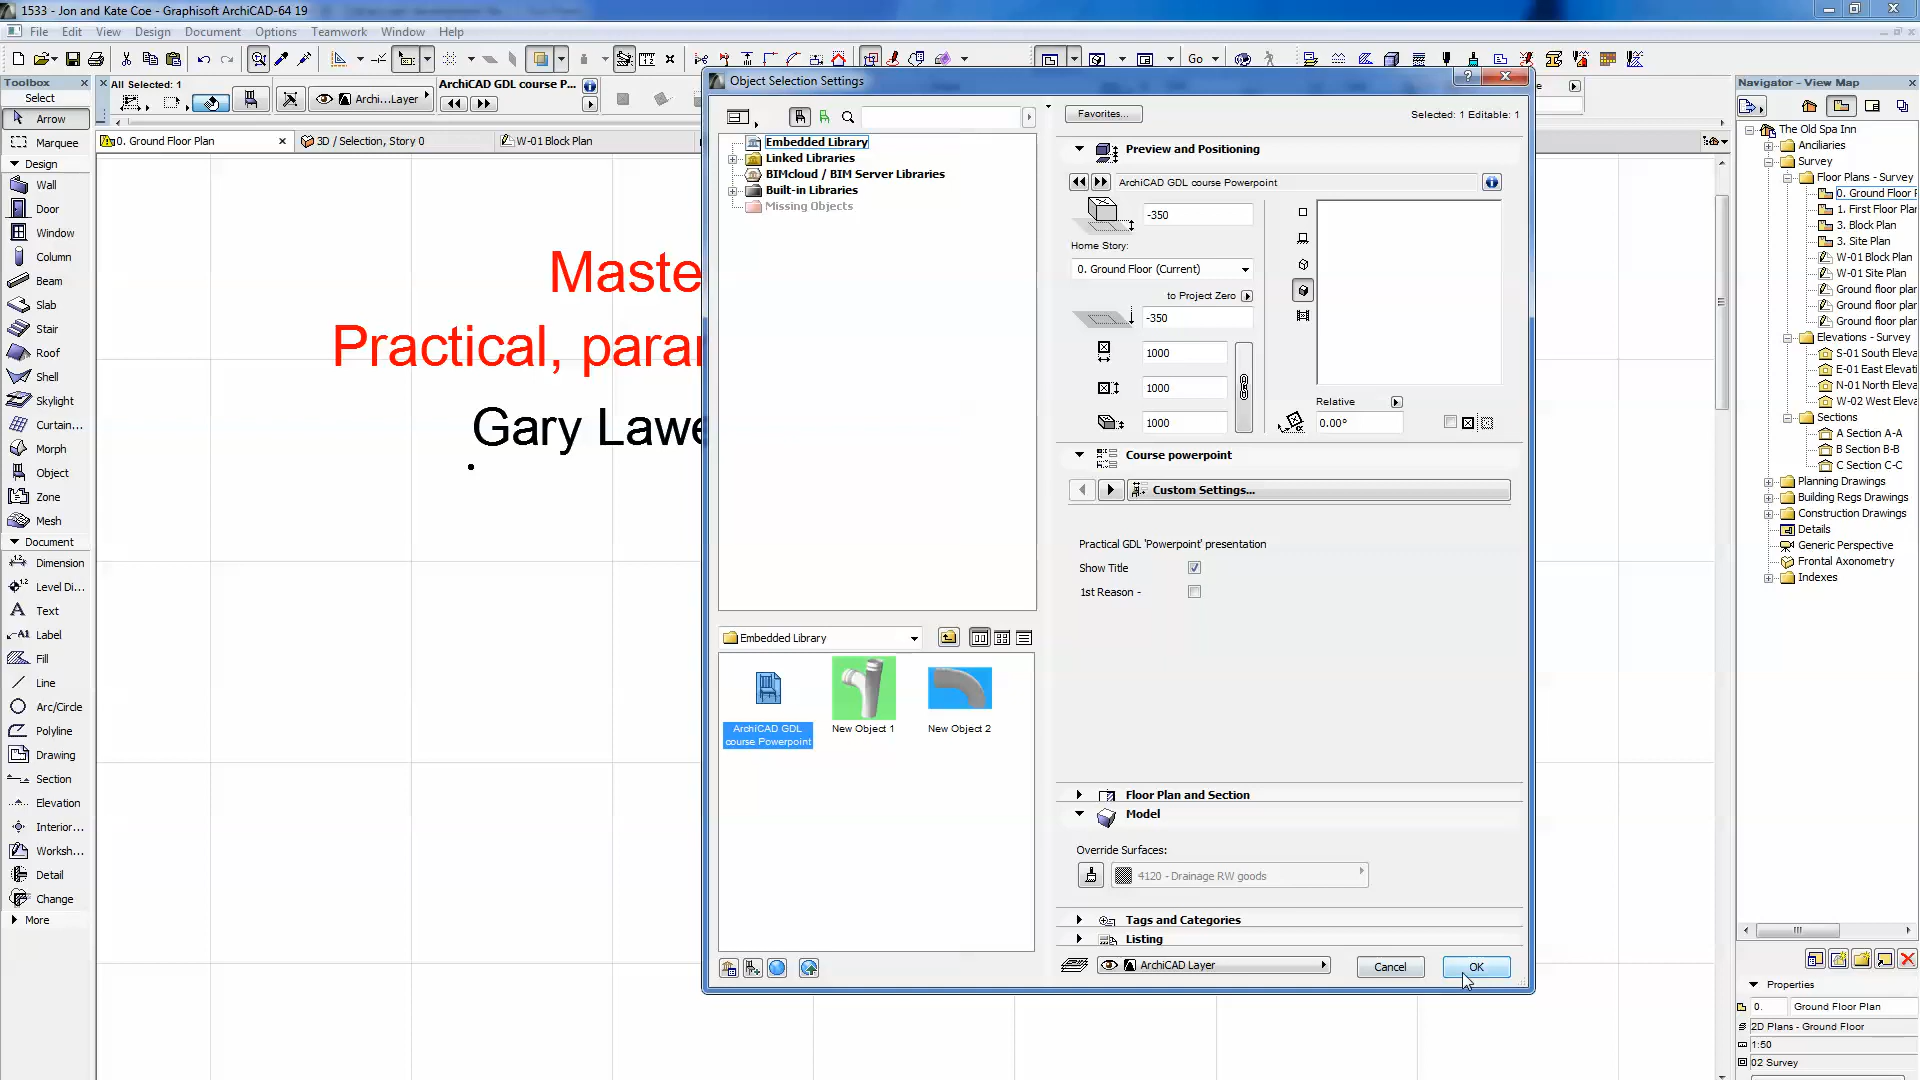 1533 - Jon and Kate Coe - Graphisoft ArchiCAD-64 19
File Edit View Design Document Options Teamwork Window Help
Go
Toolbox
Select
Arrow
Marquee
Design
Wall
Door
Window
Column
Beam
Slab
Stair
Roof
Shell
Skylight
Curtain...
Morph
Object
Zone
Mesh
Document
Dimension
Level Di...
Text
Label
Fill
Line
Arc/Circle
Polyline
Drawing
Section
Elevation
Interior...
Worksh...
Detail
Change
More
All Selected: 1
Archi...Layer
ArchiCAD GDL course P...
0. Ground Floor Plan
3D / Selection, Story 0
W-01 Block Plan
Maste
Practical, parar
Gary Lawe
Object Selection Settings
Embedded Library
Linked Libraries
BIMcloud / BIM Server Libraries
Built-in Libraries
Missing Objects
Embedded Library
ArchiCAD GDL
course Powerpoint
New Object 1
New Object 2
Favorites...
Selected: 1 Editable: 1
Preview and Positioning
ArchiCAD GDL course Powerpoint
-350
Home Story:
0. Ground Floor (Current)
to Project Zero
-350
1000
1000
1000
Relative
0.00°
Course powerpoint
Custom Settings...
Practical GDL 'Powerpoint' presentation
Show Title
1st Reason -
Floor Plan and Section
Model
Override Surfaces:
4120 - Drainage RW goods
Tags and Categories
Listing
ArchiCAD Layer
Cancel
OK
e
Navigator - View Map
The Old Spa Inn
Anciliaries
Survey
Floor Plans - Survey
0. Ground Floor F
1. First Floor Plar
3. Block Plan
3. Site Plan
W-01 Block Plan
W-01 Site Plan
Ground floor plar
Ground floor plar
Ground floor plar
Elevations - Survey
S-01 South Eleva
E-01 East Elevati
N-01 North Eleva
W-02 West Eleva
Sections
A Section A-A
B Section B-B
C Section C-C
Planning Drawings
Building Regs Drawings
Construction Drawings
Details
Generic Perspective
Frontal Axonometry
Indexes
Properties
0. Ground Floor Plan
2D Plans - Ground Floor
1:50
02 Survey